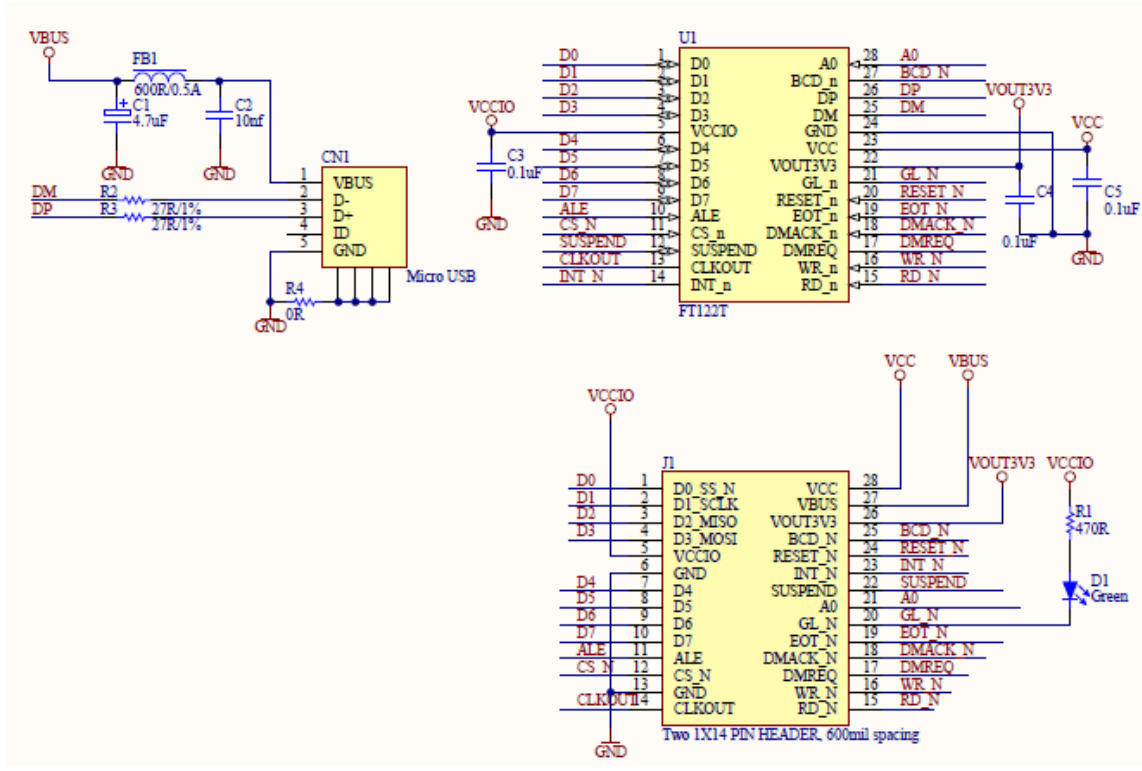 VBUS
FB1
600R/0.5A
C1
4.7uF
C2
10nf
GND
GND
CN1
1 VBUS
DM R2 27R/1% 2 D-
DP R3 27R/1% 3 D+
4 ID
5 GND
Micro USB
R4
0R
GND
U1
D0 1 D0
D1 2 D1
D2 3 D2
D3 4 D3
VCCIO
5 VCCIO
D4 6 D4
D5 7 D5
D6 8 D6
D7 9 D7
ALE 10 ALE
CS_N 11 CS_n
SUSPEND 12 SUSPEND
CLKOUT 13 CLKOUT
INT_N 14 INT_n
C3
0.1uF
GND
A0 28 A0
BCD_n 27 BCD_N
DP 26 DP
DM 25 DM
GND 24
VCC 23
VOUT3V3 22
GL_n 21 GL_N
RESET_n 20 RESET_N
EOT_n 19 EOT_N
DMACK_n 18 DMACK_N
DMREQ 17 DMREQ
WR_n 16 WR_N
RD_n 15 RD_N
FT122T
VOUT3V3
VCC
C4
0.1uF
C5
0.1uF
GND
VCC
VBUS
VCCIO
VOUT3V3
VCCIO
J1
D0 1 D0_SS_N
D1 2 D1_SCLK
D2 3 D2_MISO
D3 4 D3_MOSI
5 VCCIO
6 GND
D4 7 D4
D5 8 D5
D6 9 D6
D7 10 D7
ALE 11 ALE
CS_N 12 CS_N
13 GND
CLKOUT 14 CLKOUT
GND
VCC 28
VBUS 27
VOUT3V3 26
BCD_N 25 BCD_N
RESET_N 24 RESET_N
INT_N 23 INT_N
SUSPEND 22 SUSPEND
A0 21 A0
GL_N 20 GL_N
EOT_N 19 EOT_N
DMACK_N 18 DMACK_N
DMREQ 17 DMREQ
WR_N 16 WR_N
RD_N 15 RD_N
R1
470R
D1
Green
Two 1X14 PIN HEADER, 600mil spacing